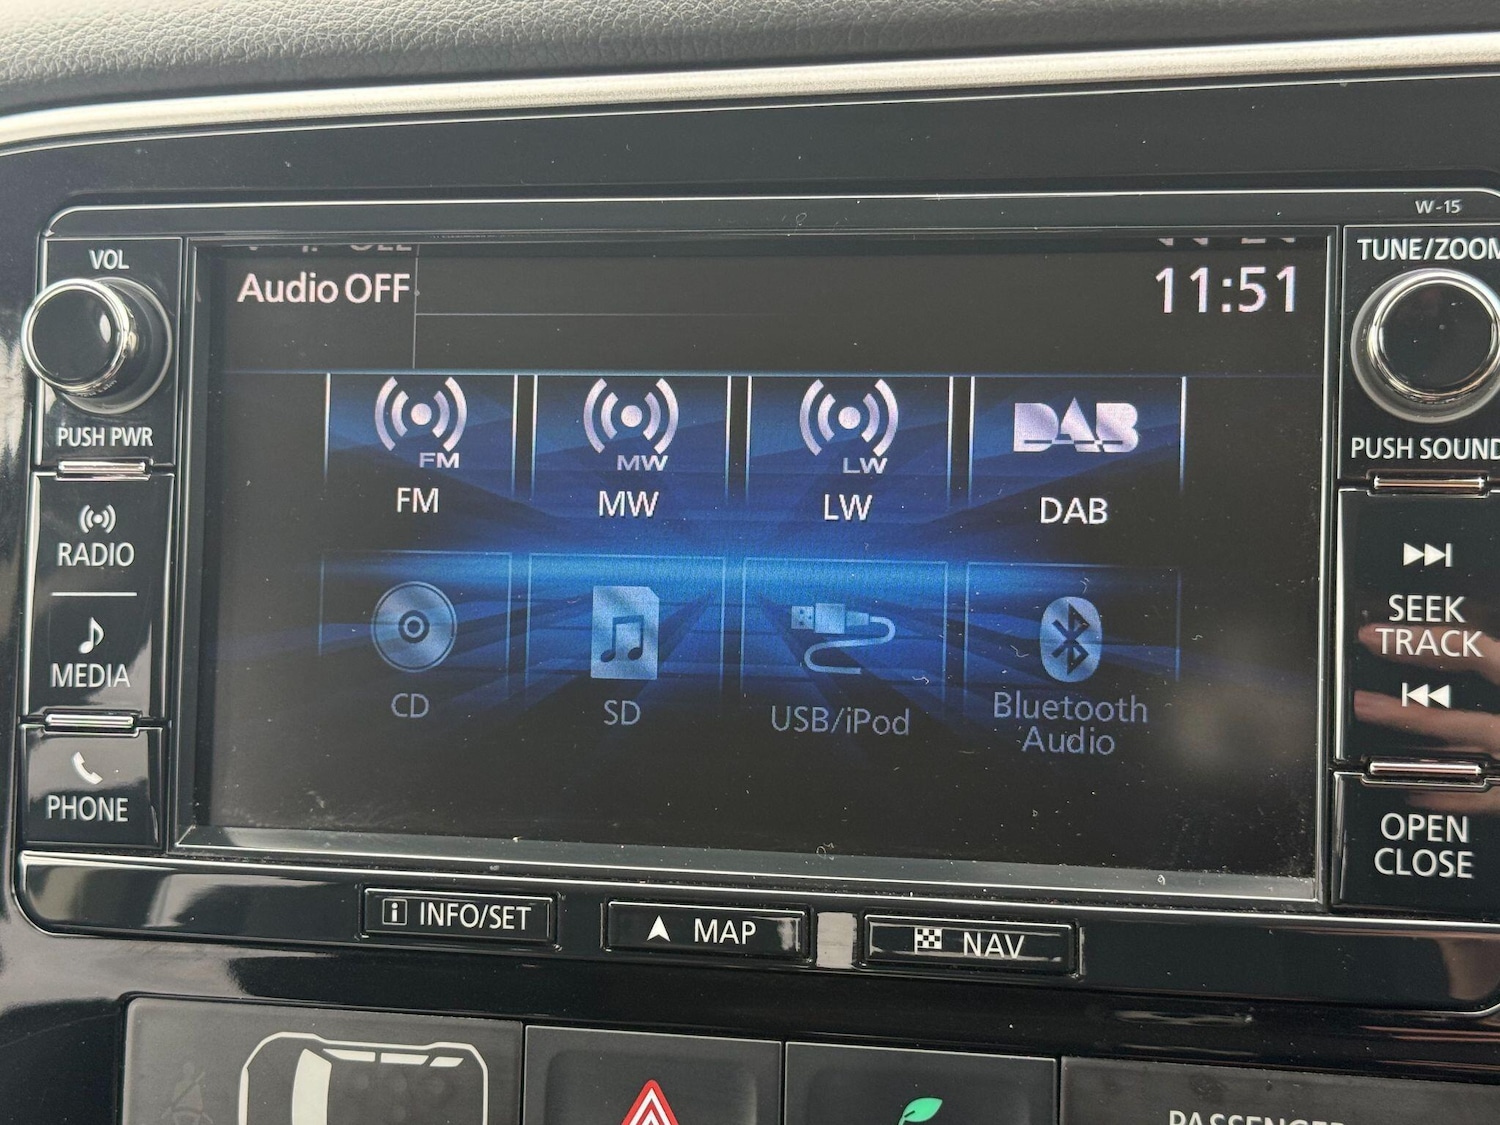 W-15
VOL
TUNE/ZOOM
Audio OFF
11:51
PUSH PWR
PUSH SOUND
FM
MW
LW
DAB
FM
MW
LW
DAB
RADIO
MEDIA
PHONE
SEEK
TRACK
CD
SD
USB/iPod
Bluetooth
Audio
OPEN
CLOSE
i INFO/SET
MAP
NAV
PASSENGER